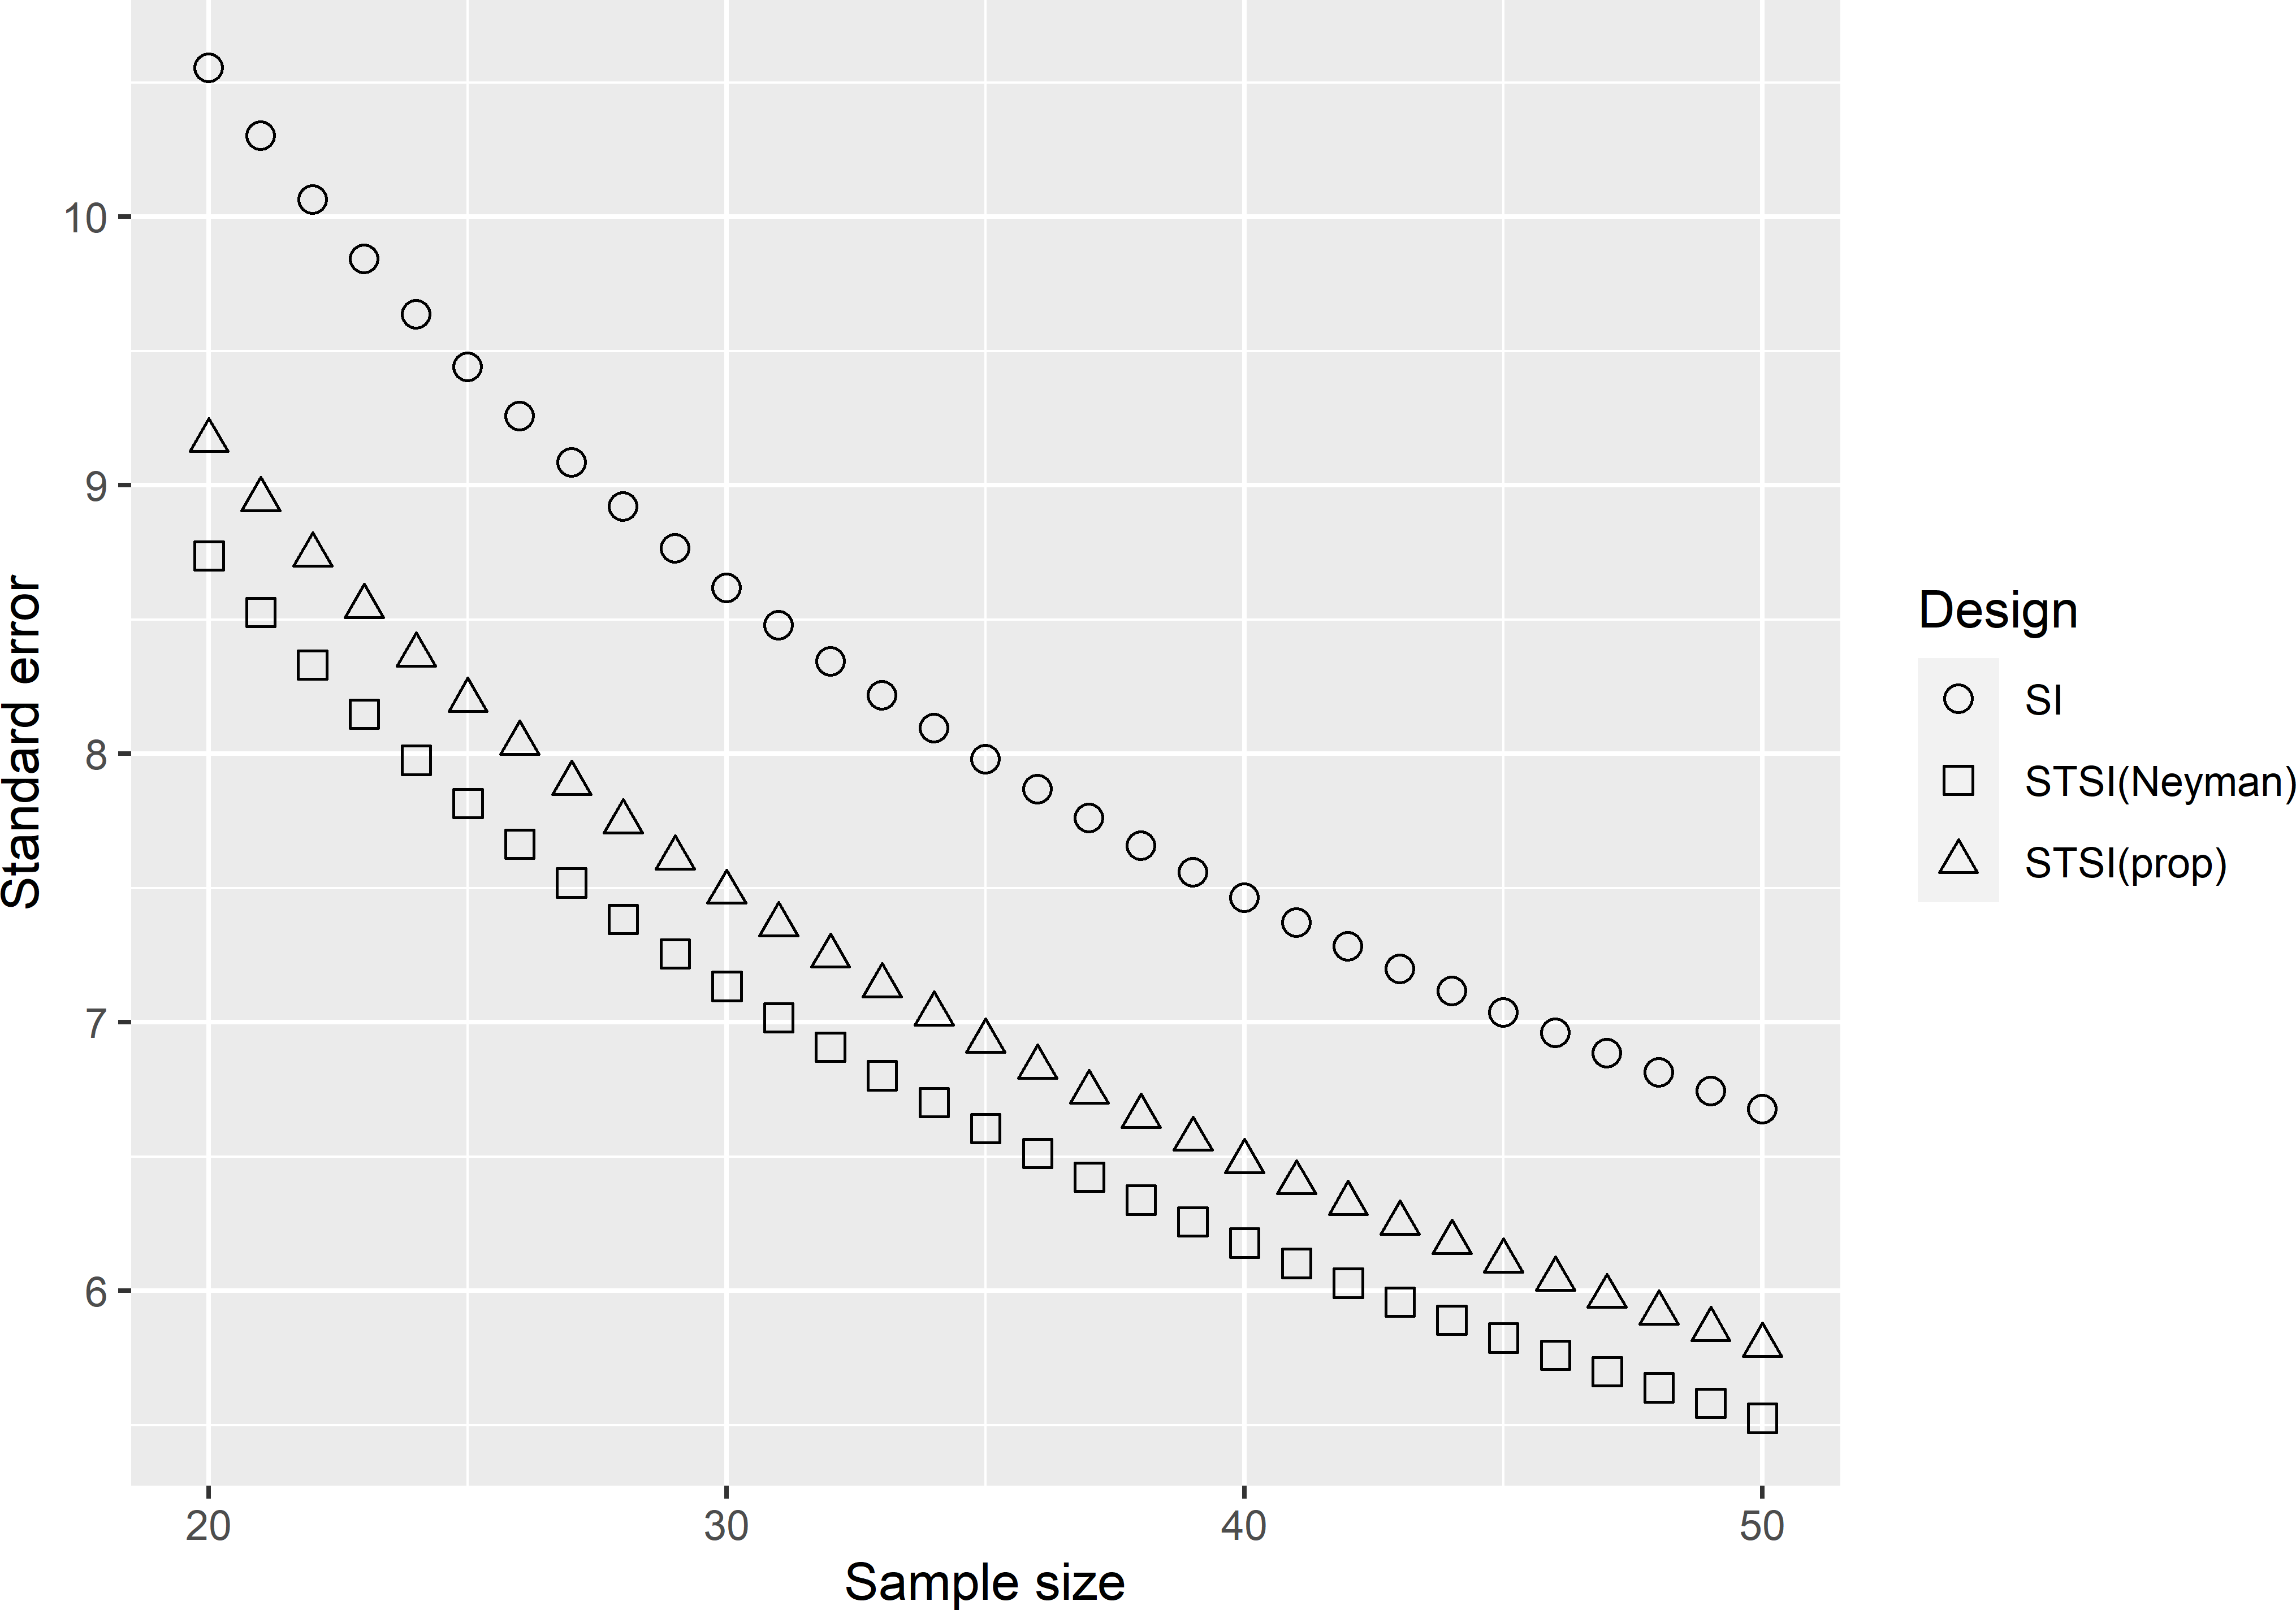 Standard error
10
9
8
7
6
20 30 40 50
Sample size
Design
SI
STSI(Neyman)
STSI(prop)